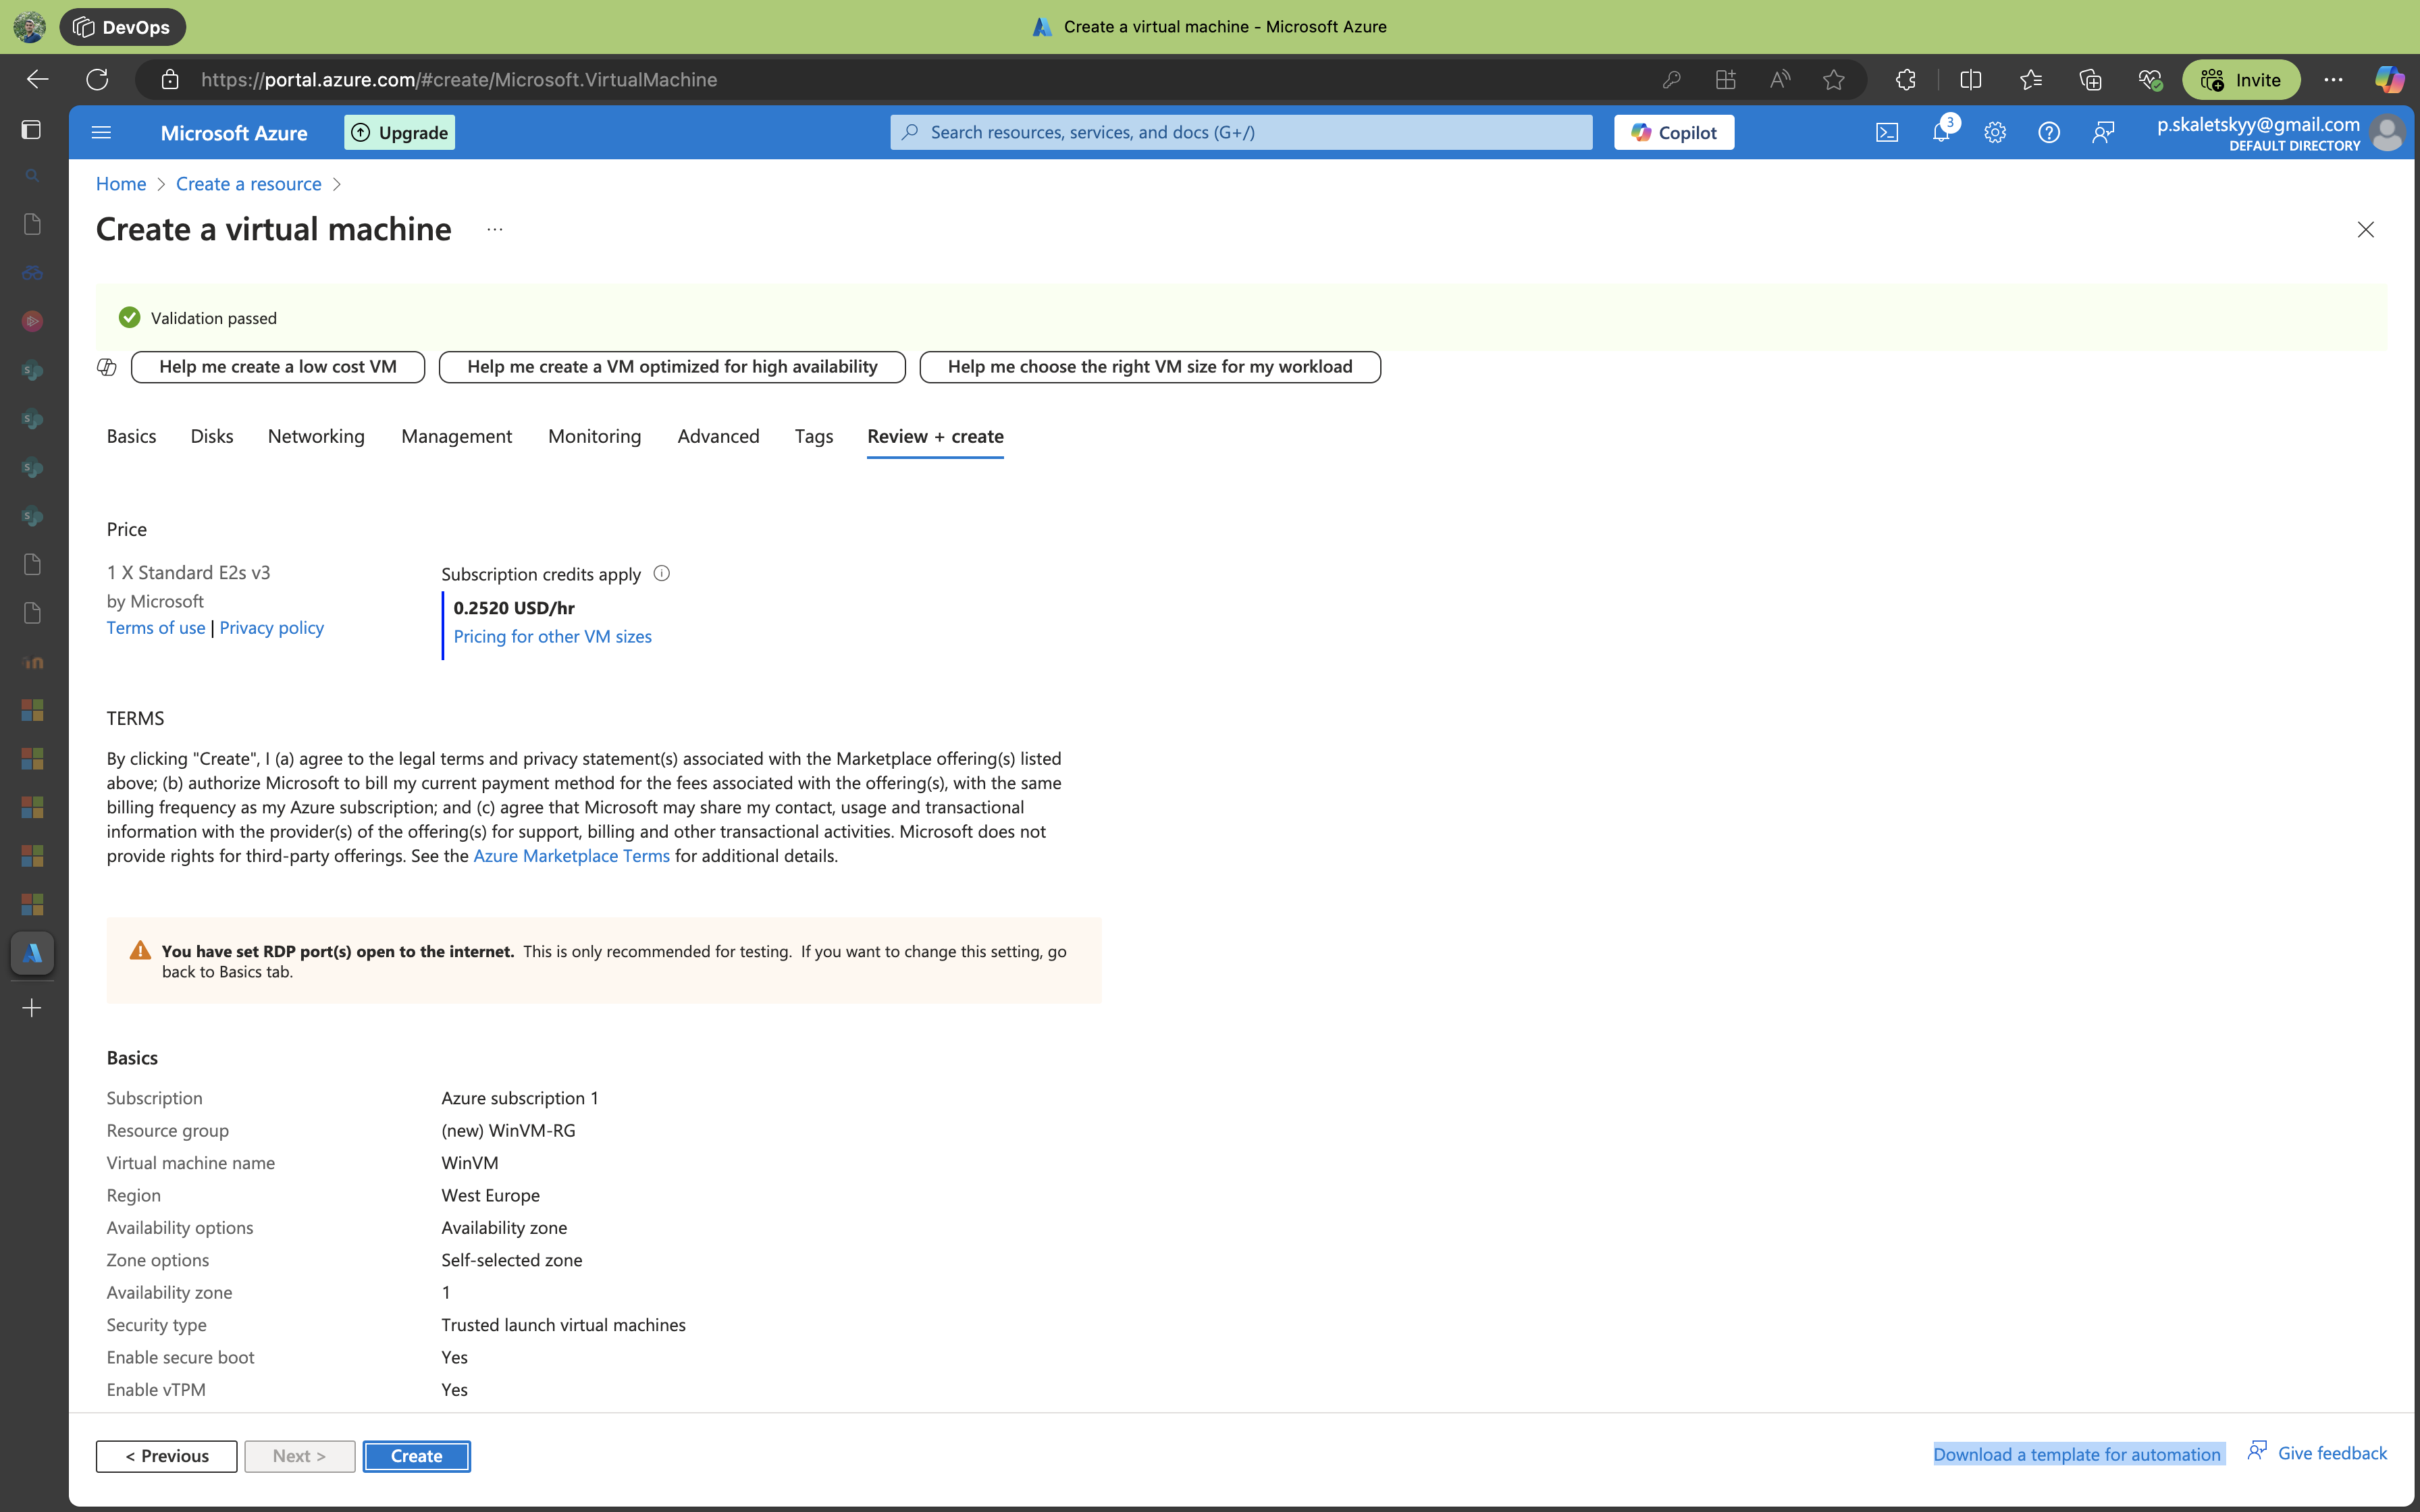 DevOps
Create a virtual machine - Microsoft Azure
https://portal.azure.com/#create/Microsoft.VirtualMachine
Invite
Microsoft Azure
Upgrade
Search resources, services, and docs (G+/)
Copilot
3
p.skaletskyy@gmail.com
DEFAULT DIRECTORY
Home > Create a resource >
Create a virtual machine ...
Validation passed
Help me create a low cost VM
Help me create a VM optimized for high availability
Help me choose the right VM size for my workload
Basics Disks Networking Management Monitoring Advanced Tags Review + create
Price
1 X Standard E2s v3
by Microsoft
Terms of use | Privacy policy
Subscription credits apply
0.2520 USD/hr
Pricing for other VM sizes
TERMS
By clicking "Create", I (a) agree to the legal terms and privacy statement(s) associated with the Marketplace offering(s) listed
above; (b) authorize Microsoft to bill my current payment method for the fees associated with the offering(s), with the same
billing frequency as my Azure subscription; and (c) agree that Microsoft may share my contact, usage and transactional
information with the provider(s) of the offering(s) for support, billing and other transactional activities. Microsoft does not
provide rights for third-party offerings. See the Azure Marketplace Terms for additional details.
You have set RDP port(s) open to the internet. This is only recommended for testing. If you want to change this setting, go
back to Basics tab.
Basics
Subscription Azure subscription 1
Resource group (new) WinVM-RG
Virtual machine name WinVM
Region West Europe
Availability options Availability zone
Zone options Self-selected zone
Availability zone 1
Security type Trusted launch virtual machines
Enable secure boot Yes
Enable vTPM Yes
< Previous
Next >
Create
Download a template for automation
Give feedback